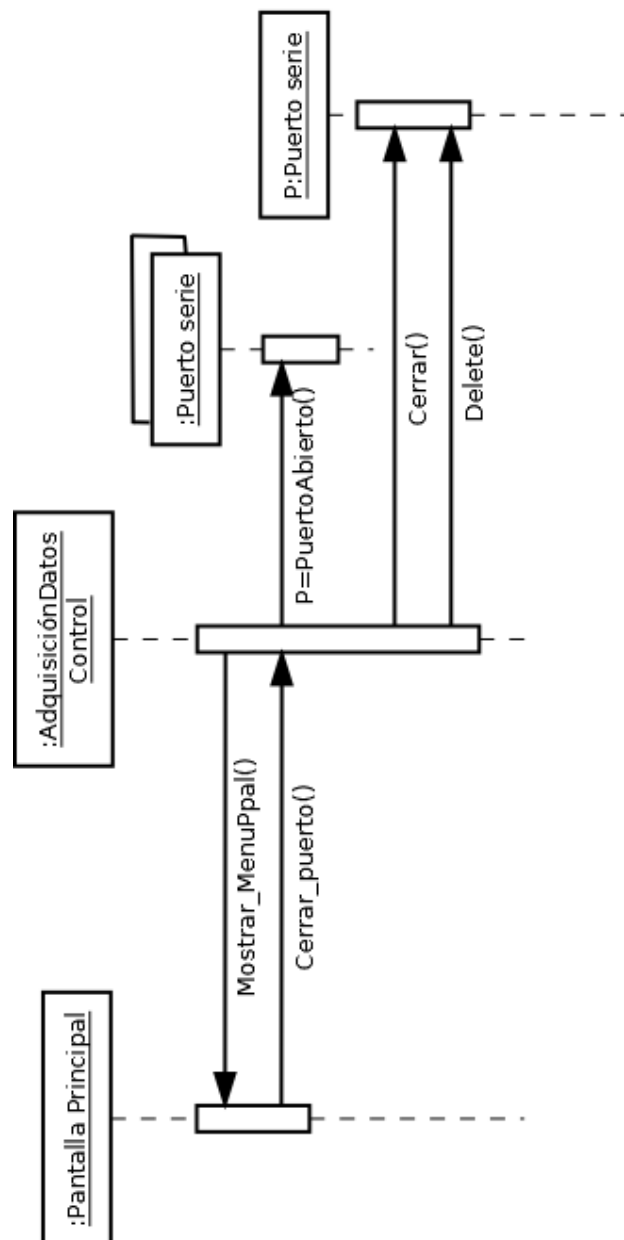 :Pantalla Principal
:AdquisiciónDatos
Control
:Puerto serie
P:Puerto serie
Mostrar_MenuPpal()
Cerrar_puerto()
P=PuertoAbierto()
Cerrar()
Delete()